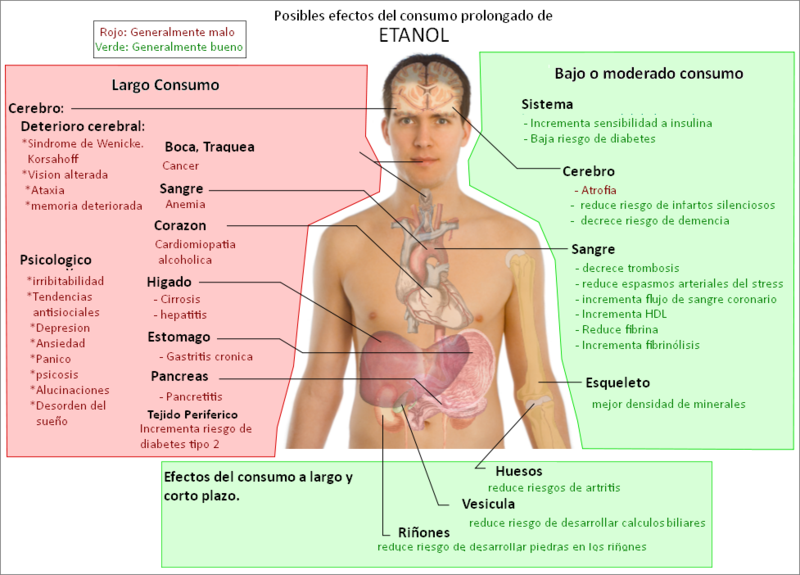 Posibles efectos del consumo prolongado de
ETANOL
Rojo: Generalmente malo
Verde: Generalmente bueno
Largo Consumo
Cerebro:
Deterioro cerebral:
*Sindrome de Wenicke.
Korsahoff
*Vision alterada
*Ataxia
*memoria deteriorada
Psicologico
*irribitabilidad
*Tendencias
antisiociales
*Depresion
*Ansiedad
*Panico
*psicosis
*Alucinaciones
*Desorden del
sueño
Boca, Traquea
Cancer
Sangre
Anemia
Corazon
Cardiomiopatia
alcoholica
Higado
- Cirrosis
- hepatitis
Estomago
- Gastritis cronica
Pancreas
- Pancretitis
Tejido Periferico
Incrementa riesgo de
diabetes tipo 2
Bajo o moderado consumo
Sistema
- Incrementa sensibilidad a insulina
- Baja riesgo de diabetes
Cerebro
- Atrofia
- reduce riesgo de infartos silenciosos
- decrece riesgo de demencia
Sangre
- decrece trombosis
- reduce espasmos arteriales del stress
- incrementa flujo de sangre coronario
- Incrementa HDL
- Reduce fibrina
- Incrementa fibrinólisis
Esqueleto
mejor densidad de minerales
Efectos del consumo a largo y
corto plazo.
Huesos
reduce riesgos de artritis
Vesicula
reduce riesgo de desarrollar calculos biliares
Riñones
reduce riesgo de desarrollar piedras en los riñones